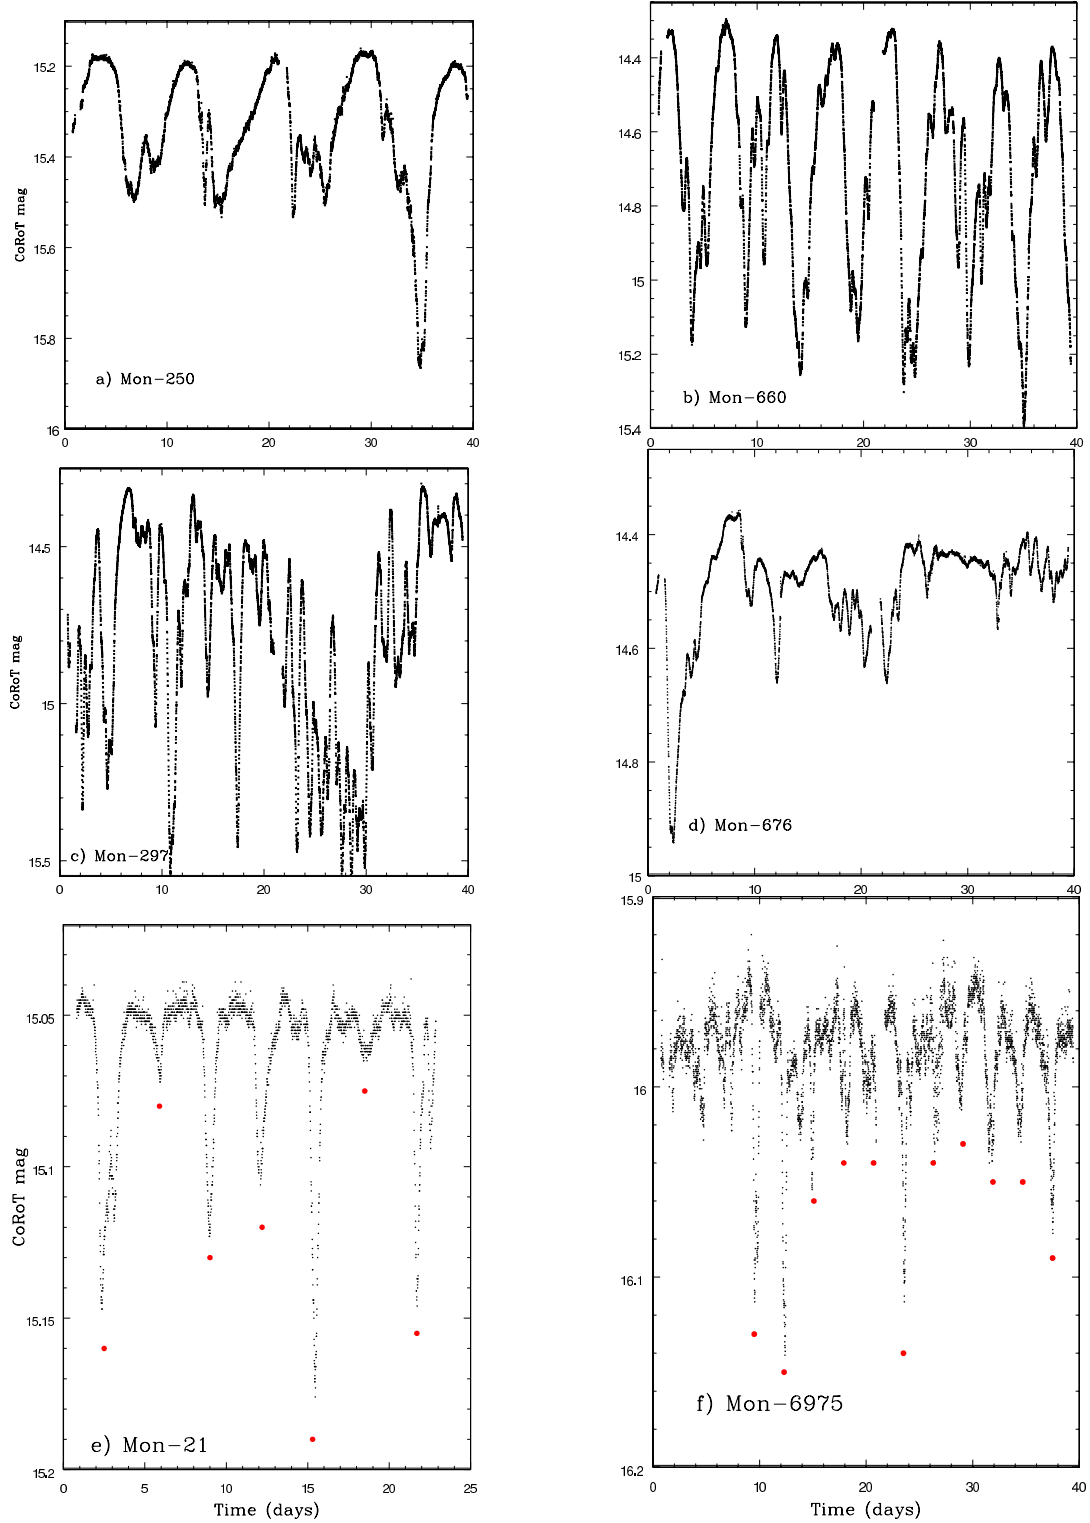 15.2
15.4
15.6
15.8
16
CoRoT mag
a) Mon-250
0 10 20 30 40
14.4
14.6
14.8
15
15.2
15.4
b) Mon-660
0 10 20 30 40
14.5
15
15.5
CoRoT mag
c) Mon-297
0 10 20 30 40
14.4
14.6
14.8
15
d) Mon-676
0 10 20 30 40
15.05
15.1
15.15
15.2
CoRoT mag
e) Mon-21
0 5 10 15 20 25
Time (days)
15.9
16
16.1
16.2
f) Mon-6975
0 10 20 30 40
Time (days)